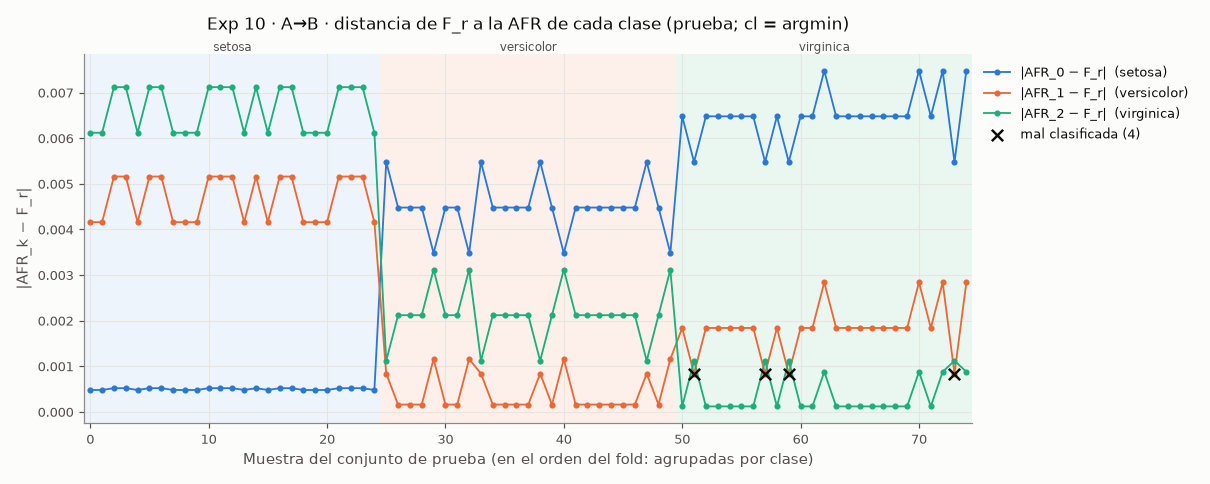 Exp 10 · A→B · distancia de F_r a la AFR de cada clase (prueba; cl = argmin)
setosa
versicolor
virginica
|AFR_0 − F_r| (setosa)
|AFR_1 − F_r| (versicolor)
|AFR_2 − F_r| (virginica)
mal clasificada (4)
|AFR_k − F_r|
0.007
0.006
0.005
0.004
0.003
0.002
0.001
0.000
0 10 20 30 40 50 60 70
Muestra del conjunto de prueba (en el orden del fold: agrupadas por clase)